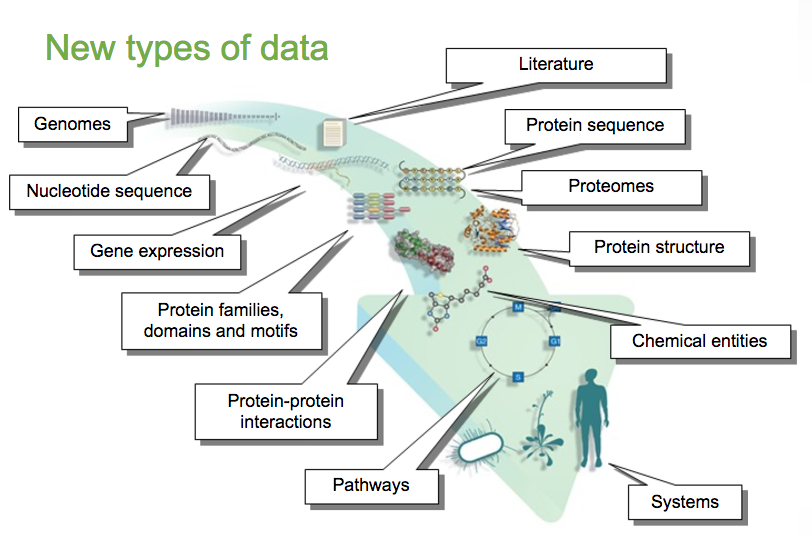 New types of data
Literature
Genomes
Protein sequence
Nucleotide sequence
Proteomes
Gene expression
Protein structure
Protein families,
domains and motifs
Chemical entities
M
G2
G1
S
Protein-protein
interactions
Pathways
Systems